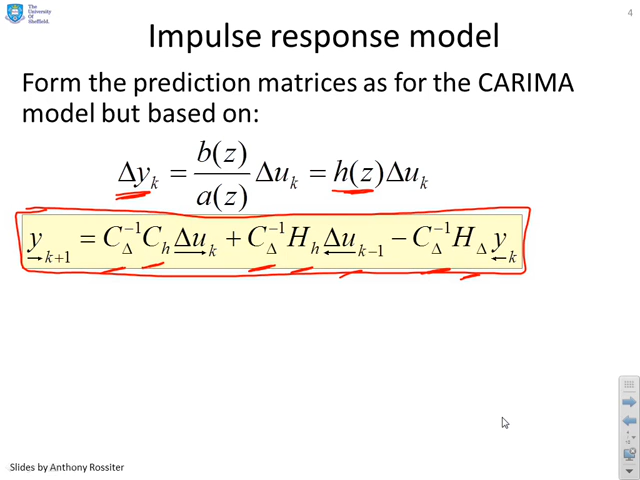 The
University
Of
Sheffield.
4
Impulse response model
Form the prediction matrices as for the CARIMA
model but based on:
Δy_k = b(z)/a(z) Δu_k = h(z)Δu_k
y_{→k+1} = C_Δ^{-1} C_h Δu_{→k} + C_Δ^{-1} H_h Δu_{←k-1} − C_Δ^{-1} H_Δ y_{←k}
Slides by Anthony Rossiter